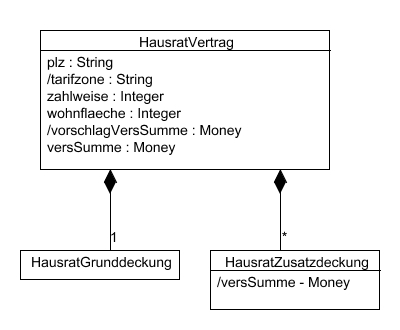 HausratVertrag
plz : String
/tarifzone : String
zahlweise : Integer
wohnflaeche : Integer
/vorschlagVersSumme : Money
versSumme : Money
1
*
HausratGrunddeckung
HausratZusatzdeckung
/versSumme - Money